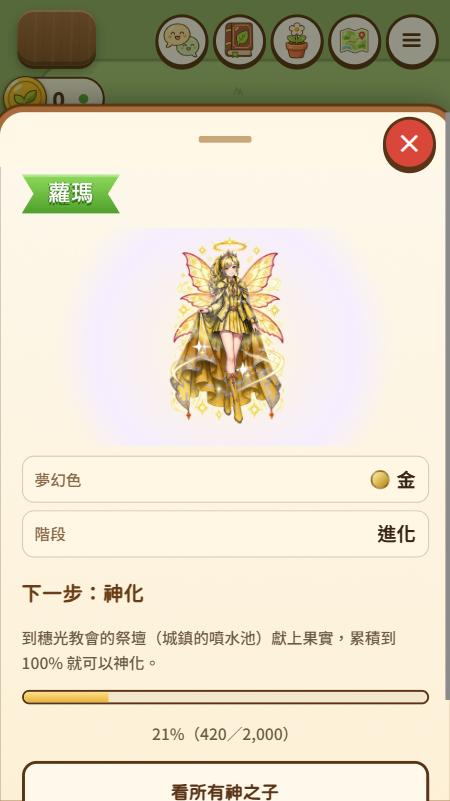 0
蘿瑪
夢幻色
金
階段
進化
下一步：神化
到穗光教會的祭壇（城鎮的噴水池）獻上果實，累積到
100% 就可以神化。
21%（420／2,000）
看所有神之子